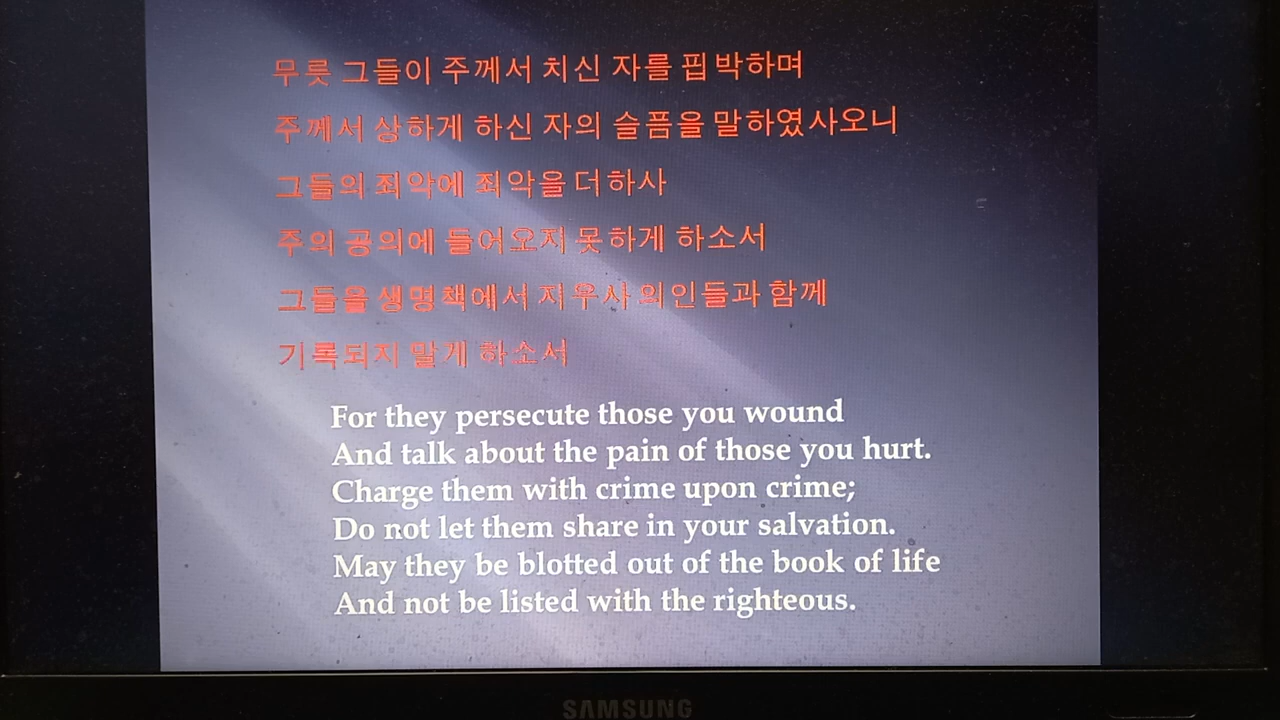 무릇 그들이 주께서 치신 자를 핍박하며
주께서 상하게 하신 자의 슬픔을 말하였사오니
그들의 죄악에 죄악을 더하사
주의 공의에 들어오지 못하게 하소서
그들을 생명책에서 지우사 의인들과 함께
기록되지 말게 하소서
For they persecute those you wound
And talk about the pain of those you hurt.
Charge them with crime upon crime;
Do not let them share in your salvation.
May they be blotted out of the book of life
And not be listed with the righteous.
SAMSUNG